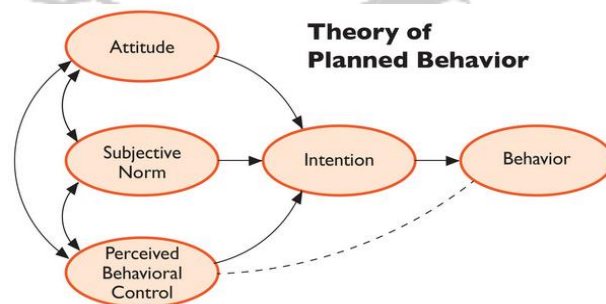 Theory of
Planned Behavior
Attitude
Subjective
Norm
Intention
Behavior
Perceived
Behavioral
Control